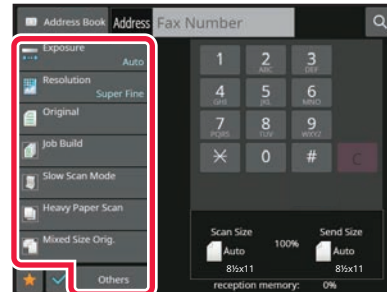 Address Book Address Fax Number
Exposure
Auto
Resolution
Super Fine
Original
Job Build
Slow Scan Mode
Heavy Paper Scan
Mixed Size Orig.
Others
1 2 3
ABC DEF
4 5 6
GHI JKL MNO
7 8 9
PQRS TUV WXYZ
* 0 # C
Scan Size Send Size
Auto 100% Auto
8½x11 8½x11
reception memory: 0%